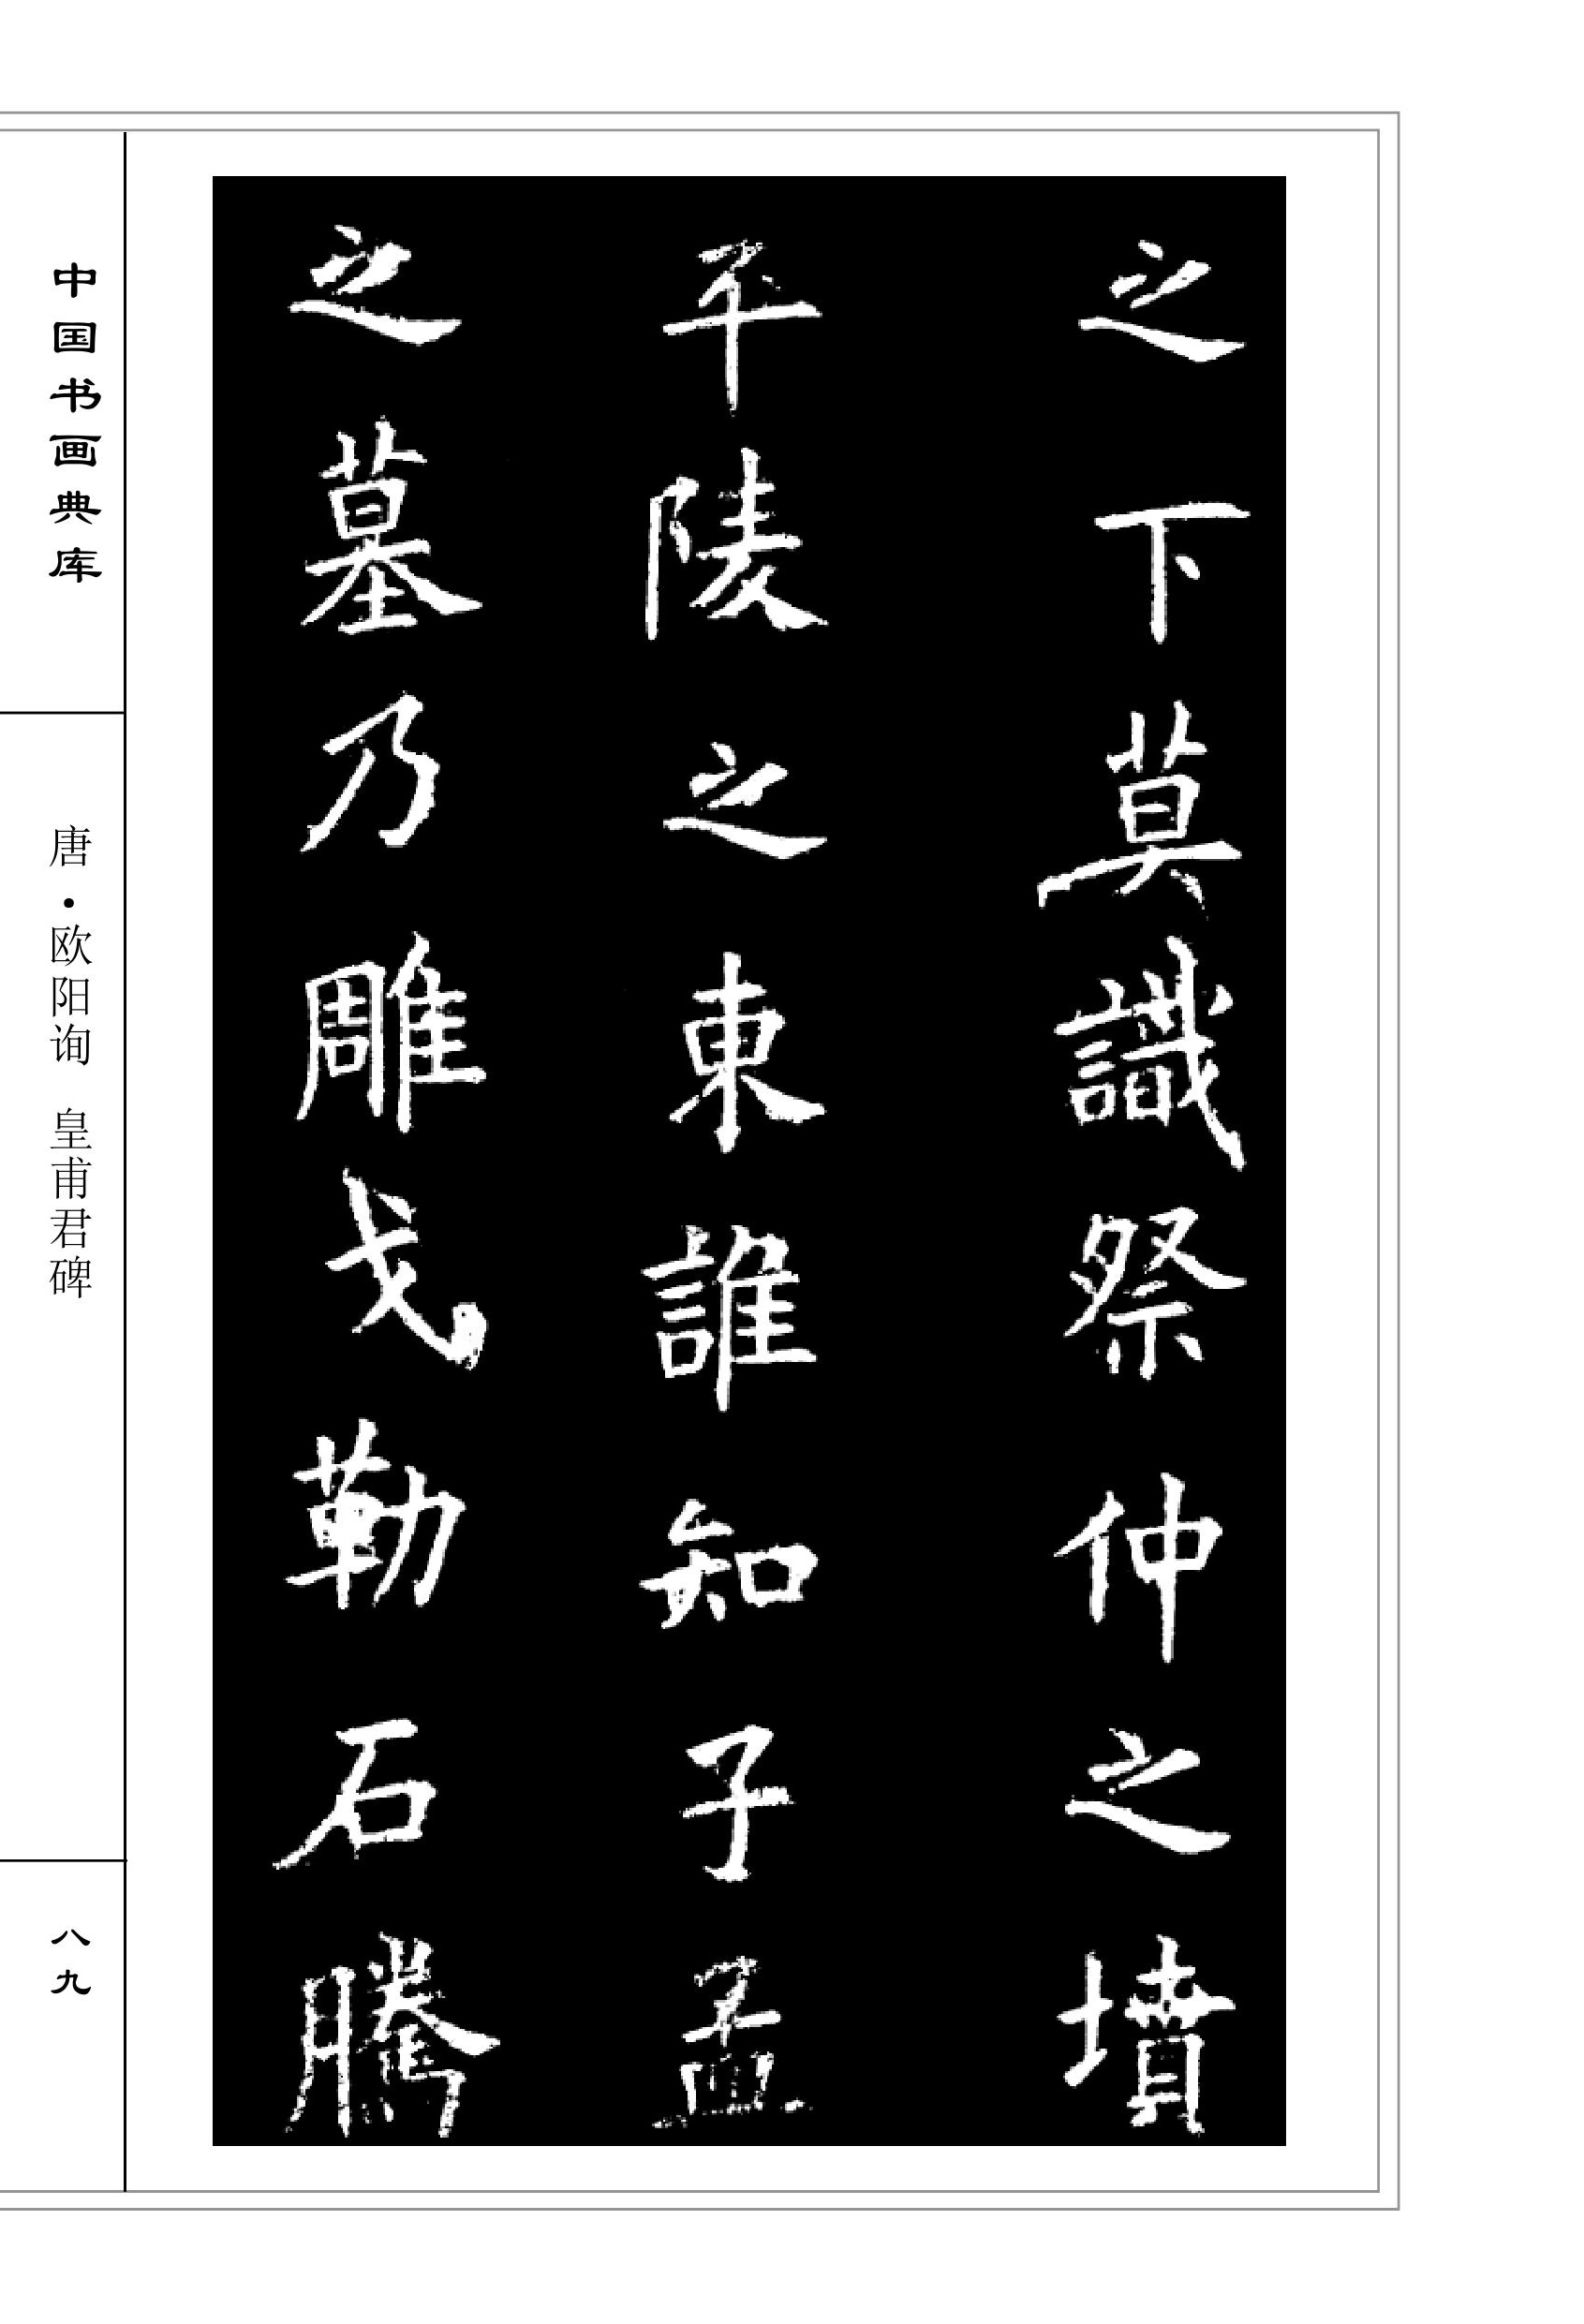 之下莫識祭仲之墳
平陵之東誰知子孟
之墓乃雕戈勒石騰
中国书画典库
唐·欧阳询 皇甫君碑
八九